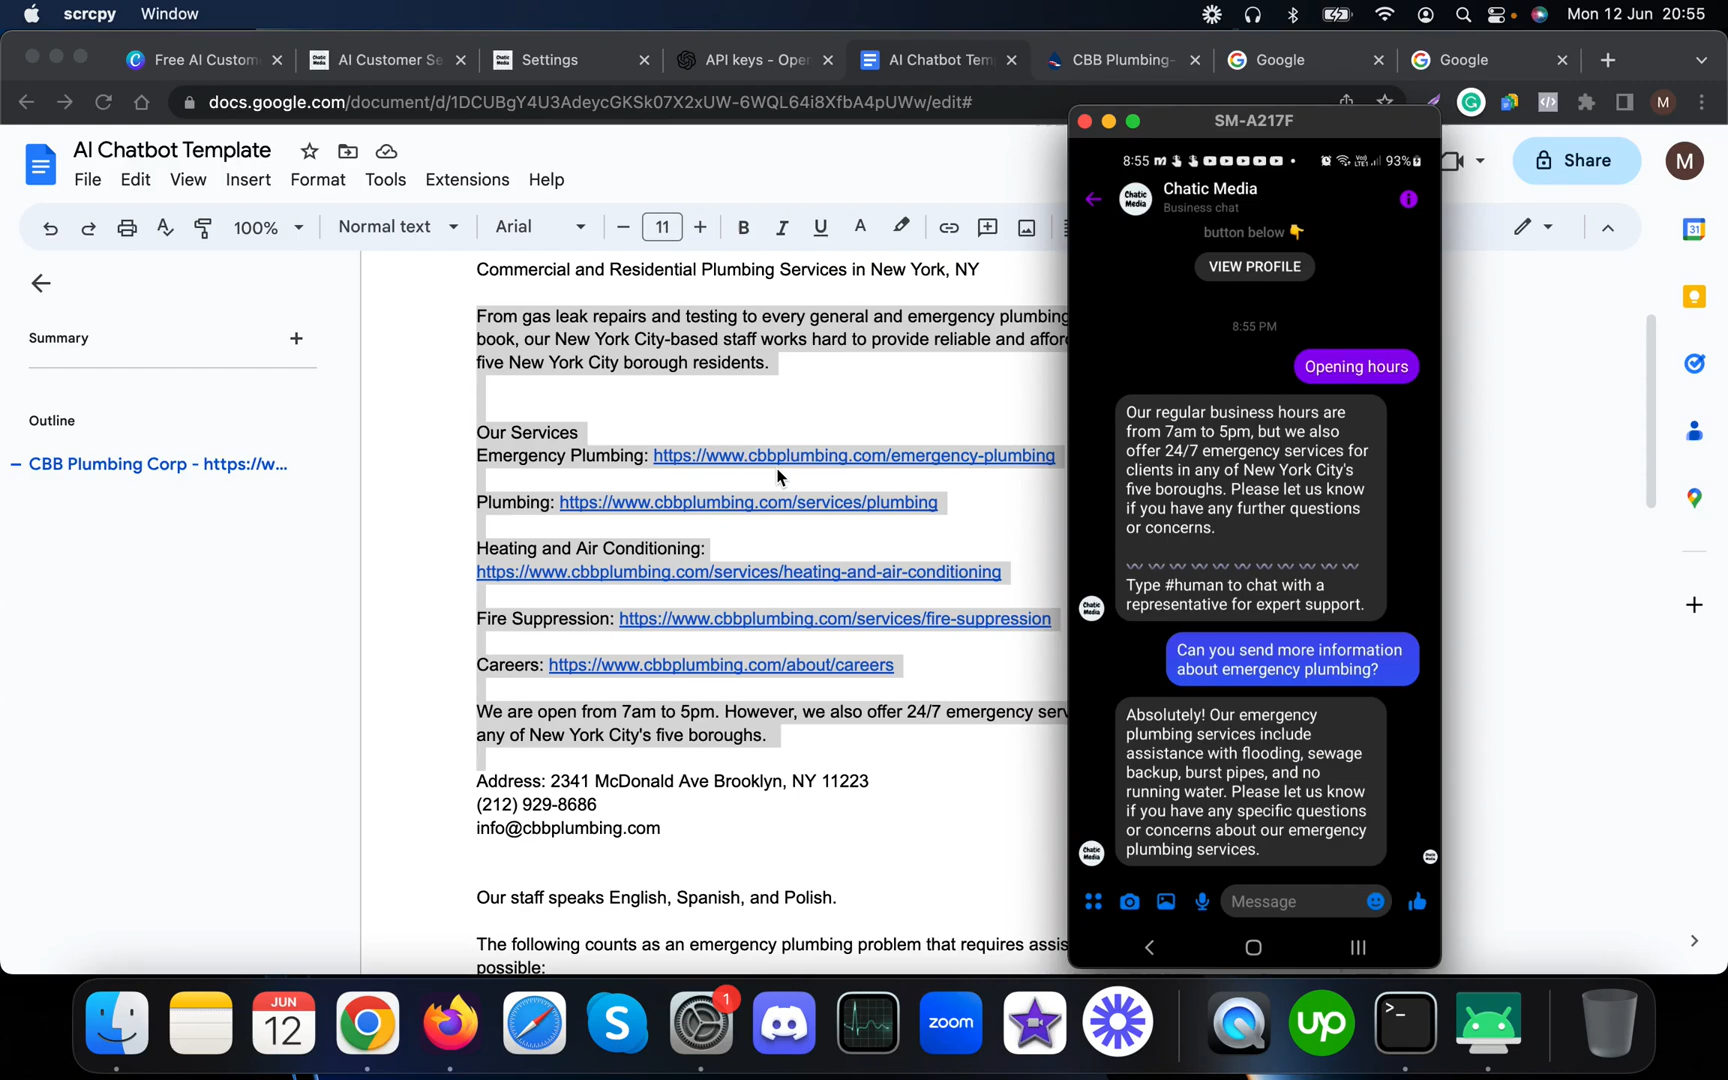 scrcpy Window
Mon 12 Jun 20:55
Free AI Custom
AI Customer Se
Settings
API keys - Open
AI Chatbot Tem
CBB Plumbing-
Google
Google
docs.google.com/document/d/1DCUBgY4U3AdeycGKSk07X2xUW-6WQL64i8XfbA4pUWw/edit#
M
AI Chatbot Template
File Edit View Insert Format Tools Extensions Help
Share
M
100% Normal text Arial 11 B I U A
Summary
Outline
CBB Plumbing Corp - https://w...
Commercial and Residential Plumbing Services in New York, NY
From gas leak repairs and testing to every general and emergency plumbing
book, our New York City-based staff works hard to provide reliable and affor
five New York City borough residents.
Our Services
Emergency Plumbing: https://www.cbbplumbing.com/emergency-plumbing
Plumbing: https://www.cbbplumbing.com/services/plumbing
Heating and Air Conditioning:
https://www.cbbplumbing.com/services/heating-and-air-conditioning
Fire Suppression: https://www.cbbplumbing.com/services/fire-suppression
Careers: https://www.cbbplumbing.com/about/careers
We are open from 7am to 5pm. However, we also offer 24/7 emergency serv
any of New York City's five boroughs.
Address: 2341 McDonald Ave Brooklyn, NY 11223
(212) 929-8686
info@cbbplumbing.com
Our staff speaks English, Spanish, and Polish.
The following counts as an emergency plumbing problem that requires assis
possible:
SM-A217F
8:55
93%
Chatic Media
Business chat
Chatic Media
button below 👇
VIEW PROFILE
8:55 PM
Opening hours
Our regular business hours are
from 7am to 5pm, but we also
offer 24/7 emergency services for
clients in any of New York City's
five boroughs. Please let us know
if you have any further questions
or concerns.
Type #human to chat with a
representative for expert support.
Chatic Media
Can you send more information
about emergency plumbing?
Absolutely! Our emergency
plumbing services include
assistance with flooding, sewage
backup, burst pipes, and no
running water. Please let us know
if you have any specific questions
or concerns about our emergency
plumbing services.
Chatic Media
Message
31
JUN
12
S
1
zoom
up